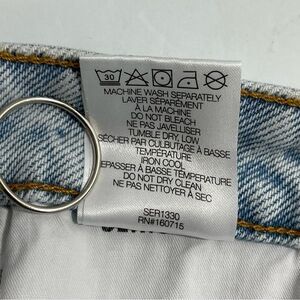 30
MACHINE WASH SEPARATELY
LAVER SÉPARÉMENT
À LA MACHINE
DO NOT BLEACH
NE PAS JAVELLISER
TUMBLE DRY LOW
SÉCHER PAR CULBUTAGE À BASSE
TEMPÉRATURE
IRON COOL
REPASSER À BASSE TEMPÉRATURE
DO NOT DRY CLEAN
NE PAS NETTOYER À SEC
SER1330
RN#160715